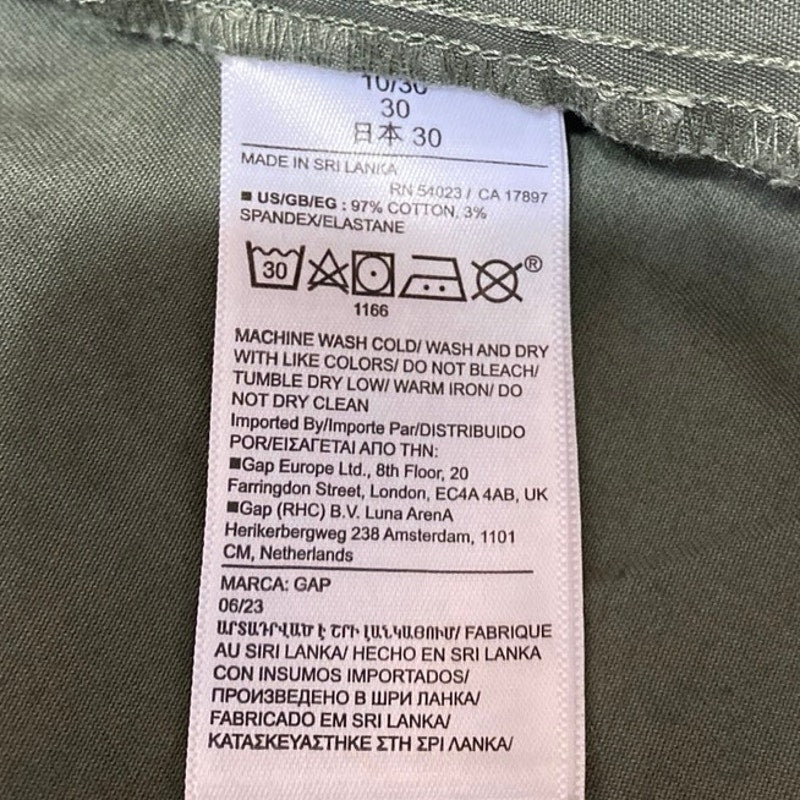 10/30
30
日本 30
MADE IN SRI LANKA
RN 54023 / CA 17897
■ US/GB/EG : 97% COTTON, 3%
SPANDEX/ELASTANE
30
®
1166
MACHINE WASH COLD/ WASH AND DRY
WITH LIKE COLORS/ DO NOT BLEACH/
TUMBLE DRY LOW/ WARM IRON/ DO
NOT DRY CLEAN
Imported By/Importe Par/DISTRIBUIDO
POR/ΕΙΣΑΓΕΤΑΙ ΑΠΟ ΤΗΝ:
■Gap Europe Ltd., 8th Floor, 20
Farringdon Street, London, EC4A 4AB, UK
■Gap (RHC) B.V. Luna ArenA
Herikerbergweg 238 Amsterdam, 1101
CM, Netherlands
MARCA: GAP
06/23
ԱՐՏԱԴՐՎԱԾ Է ՇՐԻ ԼԱՆԿԱՅՈՒՄ/ FABRIQUE
AU SIRI LANKA/ HECHO EN SRI LANKA
CON INSUMOS IMPORTADOS/
ПРОИЗВЕДЕНО В ШРИ ЛАНКА/
FABRICADO EM SRI LANKA/
ΚΑΤΑΣΚΕΥΑΣΤΗΚΕ ΣΤΗ ΣΡΙ ΛΑΝΚΑ/